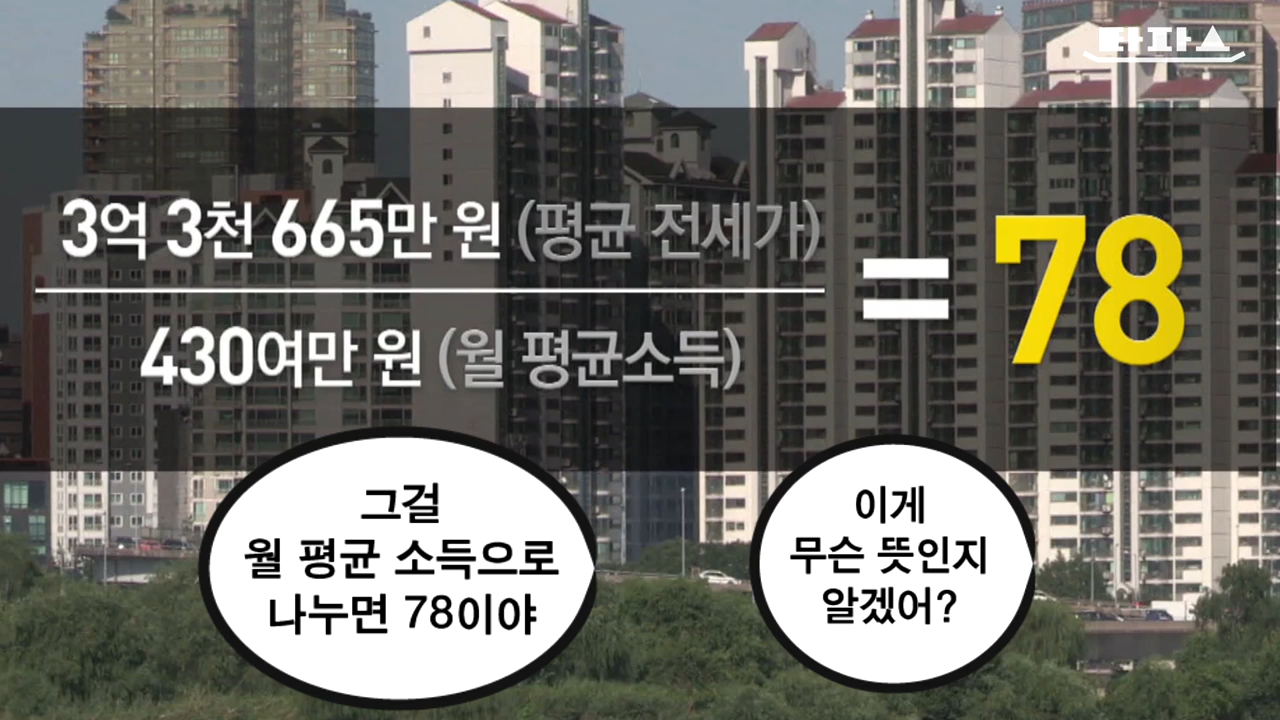 타파스
3억 3천 665만 원 (평균 전세가)
430여만 원 (월 평균소득)
= 78
그걸
월 평균 소득으로
나누면 78이야
이게
무슨 뜻인지
알겠어?